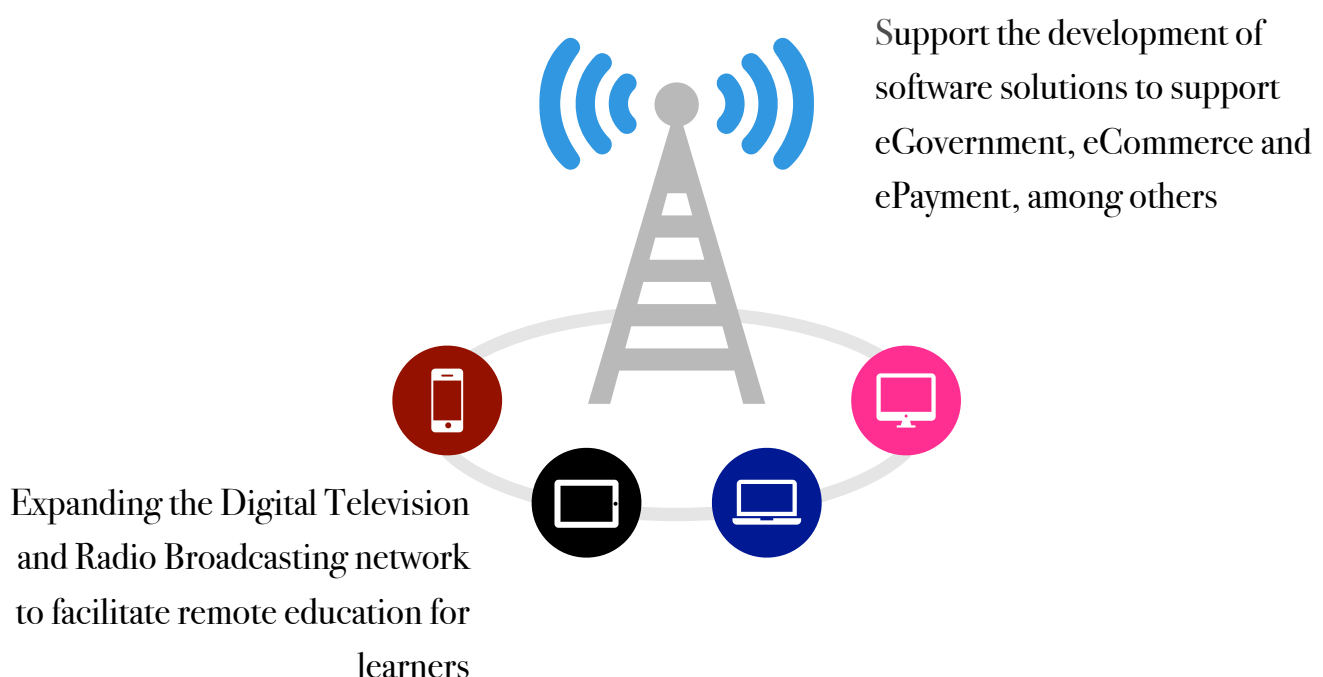 Support the development of
software solutions to support
eGovernment, eCommerce and
ePayment, among others
Expanding the Digital Television
and Radio Broadcasting network
to facilitate remote education for
learners